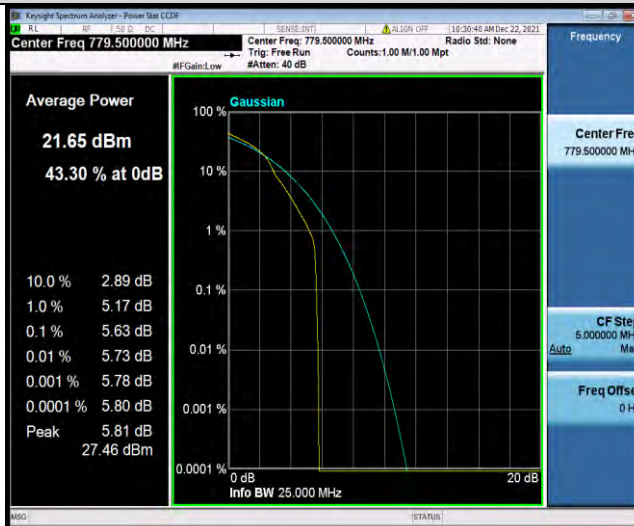 Keysight Spectrum Analyzer - Power Stat CCDF
RL RF 50 Ω DC SENSE:INT ALIGN OFF 10:30:40 AM Dec 22, 2021
Center Freq 779.500000 MHz
Center Freq: 779.500000 MHz Radio Std: None
Trig: Free Run Counts:1.00 M/1.00 Mpt
#IFGain:Low #Atten: 40 dB
Frequency
Average Power
21.65 dBm
43.30 % at 0dB
10.0 % 2.89 dB
1.0 % 5.17 dB
0.1 % 5.63 dB
0.01 % 5.73 dB
0.001 % 5.78 dB
0.0001 % 5.80 dB
Peak 5.81 dB
27.46 dBm
Gaussian
100 %
10 %
1 %
0.1 %
0.01 %
0.001 %
0.0001 %
0 dB 20 dB
Info BW 25.000 MHz
Center Fre
779.500000 MH
CF Ste
5.000000 MH
Auto Ma
Freq Offse
0 H
MSG STATUS